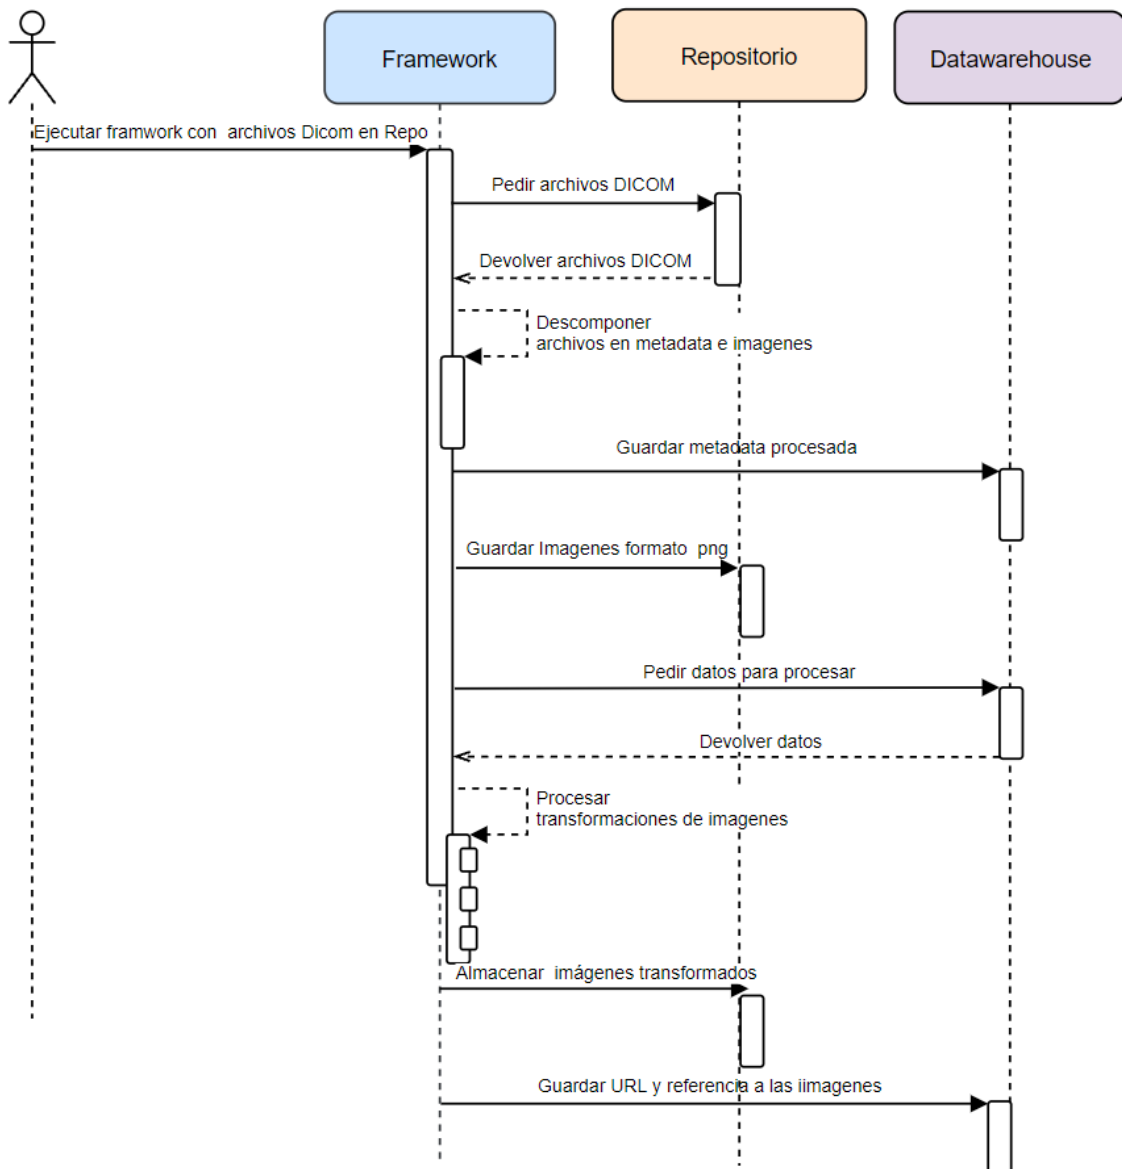 Framework
Repositorio
Datawarehouse
Ejecutar framwork con  archivos Dicom en Repo
Pedir archivos DICOM
Devolver archivos DICOM
Descomponer
archivos en metadata e imagenes
Guardar metadata procesada
Guardar Imagenes formato  png
Pedir datos para procesar
Devolver datos
Procesar
transformaciones de imagenes
Almacenar  imágenes transformados
Guardar URL y referencia a las iimagenes